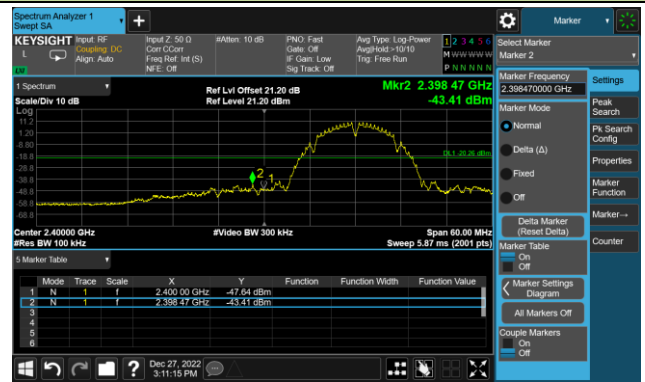 Spectrum Analyzer 1
Swept SA
+
Marker
KEYSIGHT
L
LW
Input: RF
Coupling: DC
Align: Auto
Input Z: 50 Ω
Corr CCorr
Freq Ref: Int (S)
NFE: Off
#Atten: 10 dB
PNO: Fast
Gate: Off
IF Gain: Low
Sig Track: Off
Avg Type: Log-Power
Avg|Hold:>10/10
Trig: Free Run
1 2 3 4 5 6
M W W W W W
P N N N N N
Select Marker
Marker 2
1 Spectrum
Scale/Div 10 dB
Ref Lvl Offset 21.20 dB
Ref Level 21.20 dBm
Mkr2 2.398 47 GHz
-43.41 dBm
Log
11.2
1.20
-8.80
-18.8
-28.8
-38.8
-48.8
-58.8
-68.8
DL1 -20.26 dBm
2
1
Center 2.40000 GHz
#Res BW 100 kHz
#Video BW 300 kHz
Span 60.00 MHz
Sweep 5.87 ms (2001 pts)
5 Marker Table
Mode Trace Scale X Y Function Function Width Function Value
1 N 1 f 2.400 00 GHz -47.64 dBm
2 N 1 f 2.398 47 GHz -43.41 dBm
3
4
5
6
Marker Frequency
2.398470000 GHz
Marker Mode
Normal
Delta (Δ)
Fixed
Off
Delta Marker
(Reset Delta)
Marker Table
On
Off
Marker Settings
Diagram
All Markers Off
Couple Markers
On
Off
Settings
Peak
Search
Pk Search
Config
Properties
Marker
Function
Marker→
Counter
?
Dec 27, 2022
3:11:15 PM